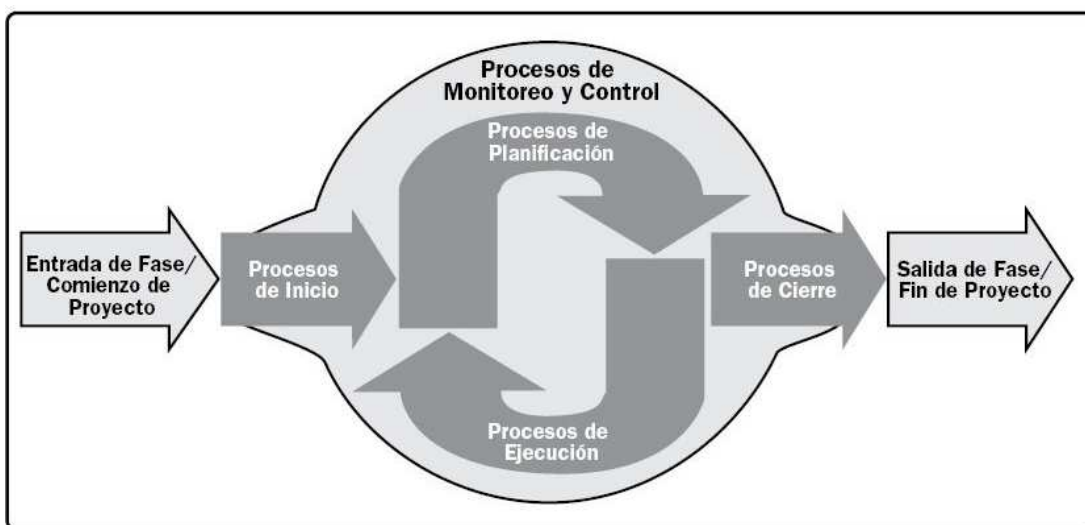 Procesos de
Monitoreo y Control
Procesos de
Planificación
Entrada de Fase/
Comienzo de
Proyecto
Procesos
de Inicio
Procesos
de Cierre
Salida de Fase/
Fin de Proyecto
Procesos de
Ejecución